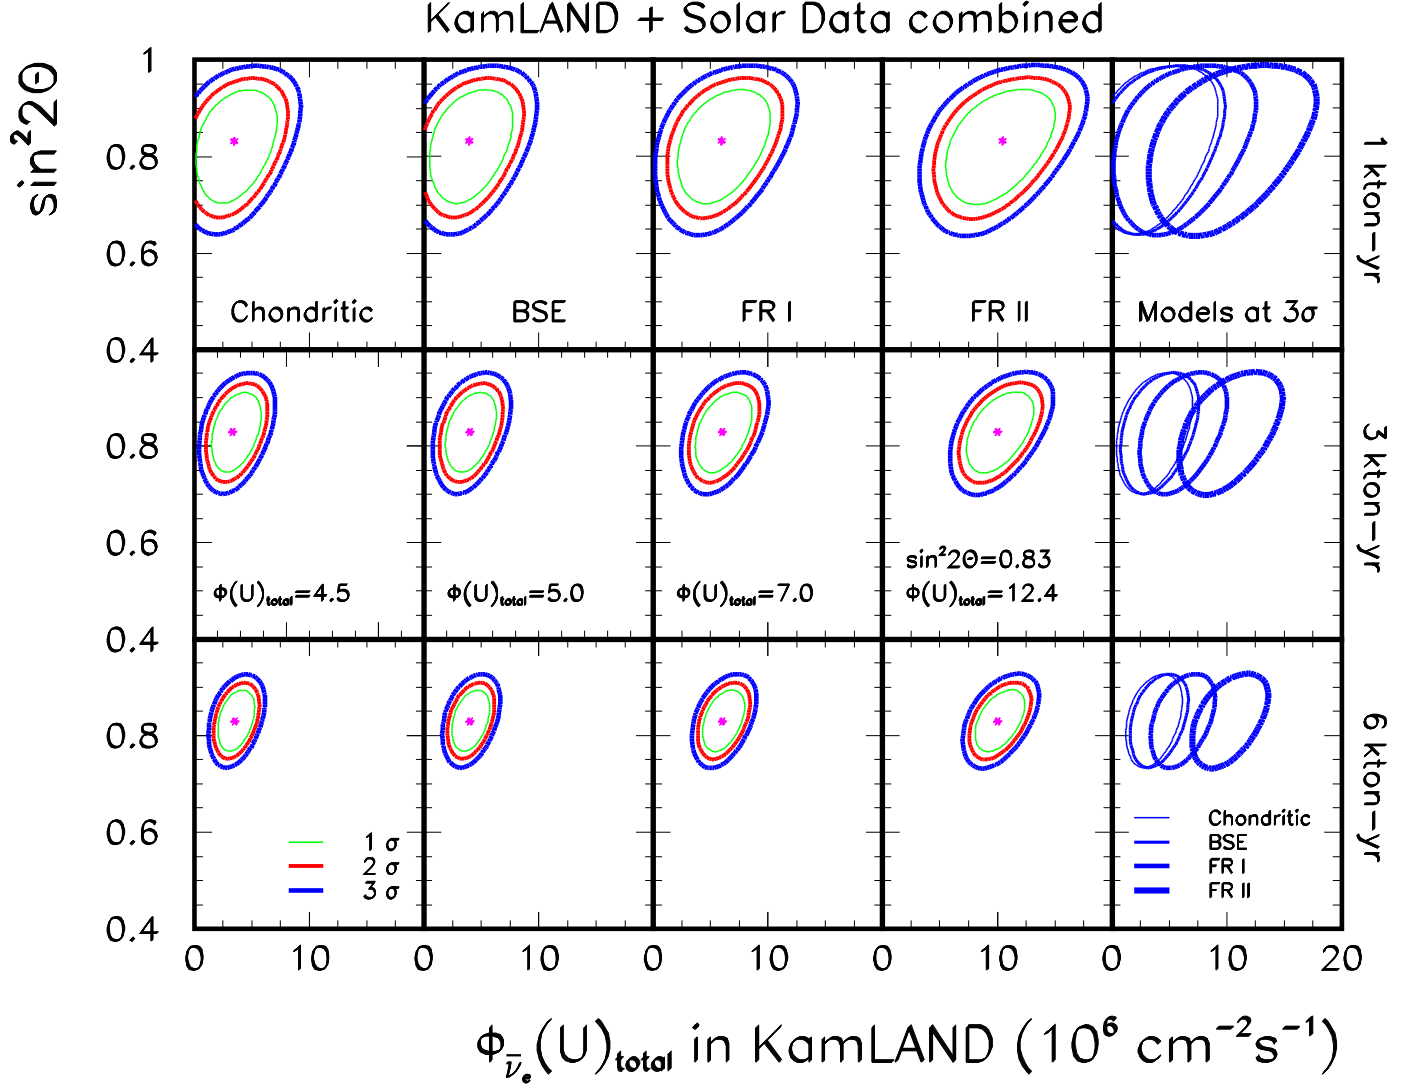 KamLAND + Solar Data combined
sin²2Θ
1
0.8
0.6
0.4
Chondritic
BSE
FR I
FR II
Models at 3σ
1 kton-yr
0.8
0.6
0.4
Φ(U)total=4.5
Φ(U)total=5.0
Φ(U)total=7.0
sin²2Θ=0.83
Φ(U)total=12.4
3 kton-yr
0.8
0.6
0.4
1 σ
2 σ
3 σ
Chondritic
BSE
FR I
FR II
6 kton-yr
0 10 0 10 0 10 0 10 0 10 20
Φν̄e(U)total in KamLAND (10⁶ cm⁻²s⁻¹)